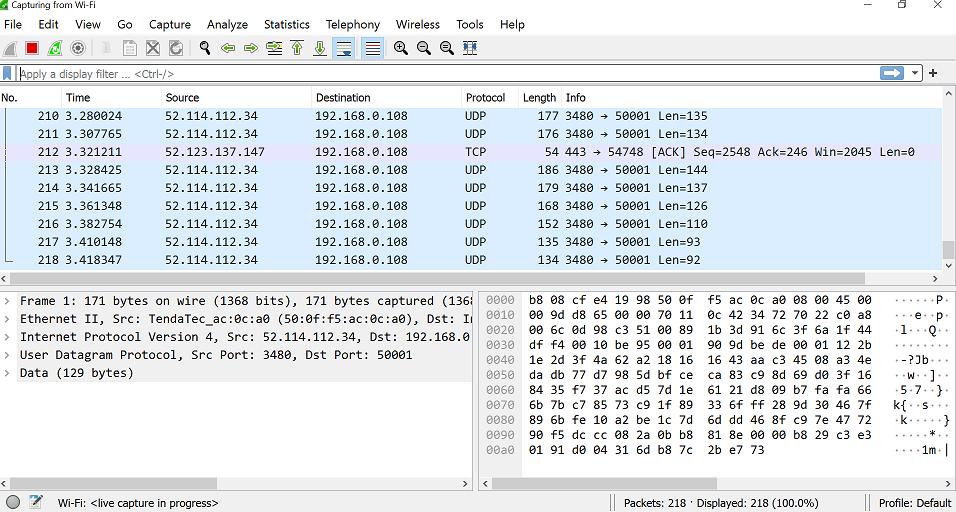 Capturing from Wi-Fi
File Edit View Go Capture Analyze Statistics Telephony Wireless Tools Help
Apply a display filter ... <Ctrl-/>
No. Time Source Destination Protocol Length Info
210 3.280024 52.114.112.34 192.168.0.108 UDP 177 3480 → 50001 Len=135
211 3.307765 52.114.112.34 192.168.0.108 UDP 176 3480 → 50001 Len=134
212 3.321211 52.123.137.147 192.168.0.108 TCP 54 443 → 54748 [ACK] Seq=2548 Ack=246 Win=2045 Len=0
213 3.328425 52.114.112.34 192.168.0.108 UDP 186 3480 → 50001 Len=144
214 3.341665 52.114.112.34 192.168.0.108 UDP 179 3480 → 50001 Len=137
215 3.361348 52.114.112.34 192.168.0.108 UDP 168 3480 → 50001 Len=126
216 3.382754 52.114.112.34 192.168.0.108 UDP 152 3480 → 50001 Len=110
217 3.410148 52.114.112.34 192.168.0.108 UDP 135 3480 → 50001 Len=93
218 3.418347 52.114.112.34 192.168.0.108 UDP 134 3480 → 50001 Len=92
Frame 1: 171 bytes on wire (1368 bits), 171 bytes captured (136
Ethernet II, Src: TendaTec_ac:0c:a0 (50:0f:f5:ac:0c:a0), Dst: I
Internet Protocol Version 4, Src: 52.114.112.34, Dst: 192.168.0
User Datagram Protocol, Src Port: 3480, Dst Port: 50001
Data (129 bytes)
0000 b8 08 cf e4 19 98 50 0f f5 ac 0c a0 08 00 45 00 ······P
0010 00 9d d8 65 00 00 70 11 0c 42 34 72 70 22 c0 a8 ···e··p
0020 00 6c 0d 98 c3 51 00 89 1b 3d 91 6c 3f 6a 1f 44 ·l···Q·
0030 df f4 00 10 be 95 00 01 90 9d be de 00 01 12 2b ·······
0040 1e 2d 3f 4a 62 a2 18 16 16 43 aa c3 45 08 a3 4e ·-?Jb··
0050 da db 77 d7 98 5d bf ce ca 83 c9 8d 69 d0 3f 16 ··w··]·
0060 84 35 f7 37 ac d5 7d 1e 61 21 d8 09 b7 fa fa 66 ·5·7··}
0070 6b 7b c7 85 73 c9 1f 89 33 6f ff 28 9d 30 46 7f k{··s··
0080 89 6b fe 10 a2 be 1c 7d 6d dd 46 8f c9 7e 47 72 ·k·····}
0090 90 f5 dc cc 08 2a 0b b8 81 8e 00 00 b8 29 c3 e3 ·····*·
00a0 01 91 d0 04 31 6d b8 7c 2b e7 73 ····1m·|
Wi-Fi: <live capture in progress> Packets: 218 · Displayed: 218 (100.0%) Profile: Default